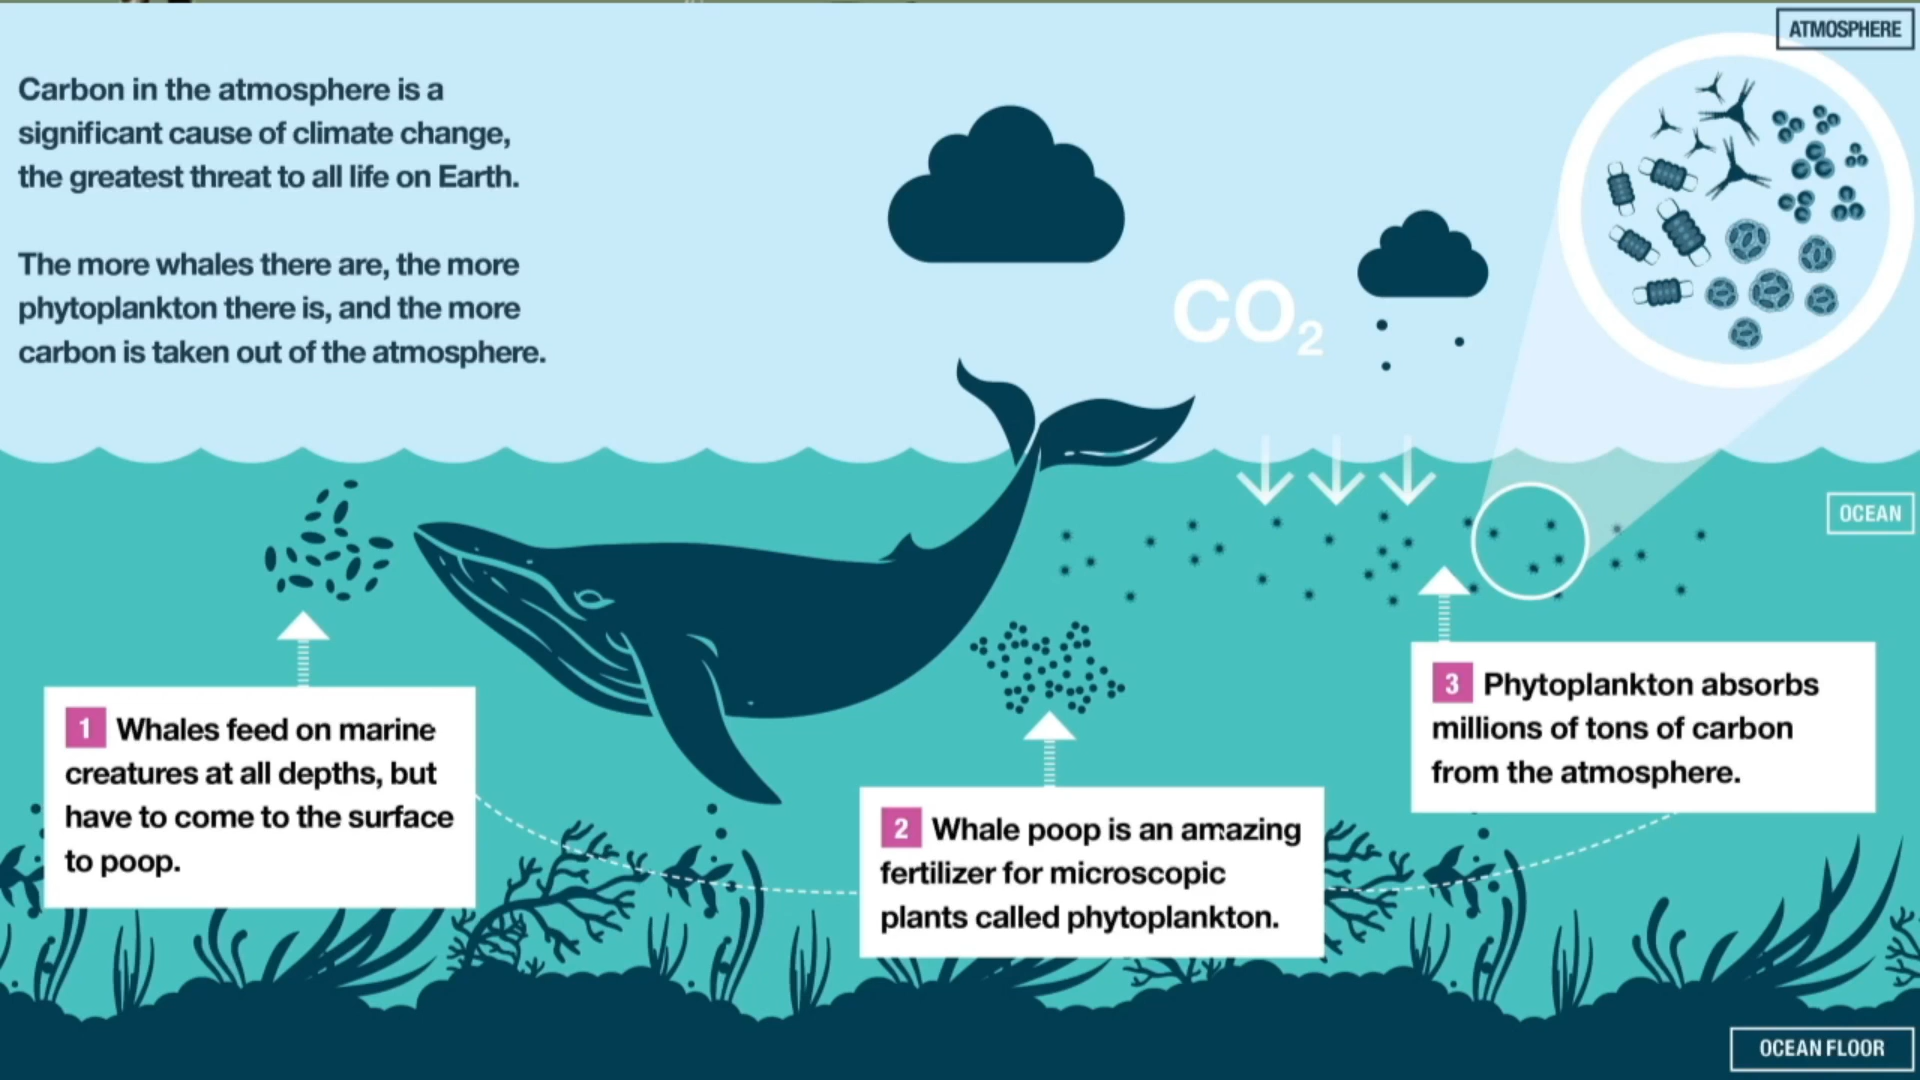 ATMOSPHERE
Carbon in the atmosphere is a
significant cause of climate change,
the greatest threat to all life on Earth.
The more whales there are, the more
phytoplankton there is, and the more
carbon is taken out of the atmosphere.
CO₂
OCEAN
1 Whales feed on marine
creatures at all depths, but
have to come to the surface
to poop.
2 Whale poop is an amazing
fertilizer for microscopic
plants called phytoplankton.
3 Phytoplankton absorbs
millions of tons of carbon
from the atmosphere.
OCEAN FLOOR